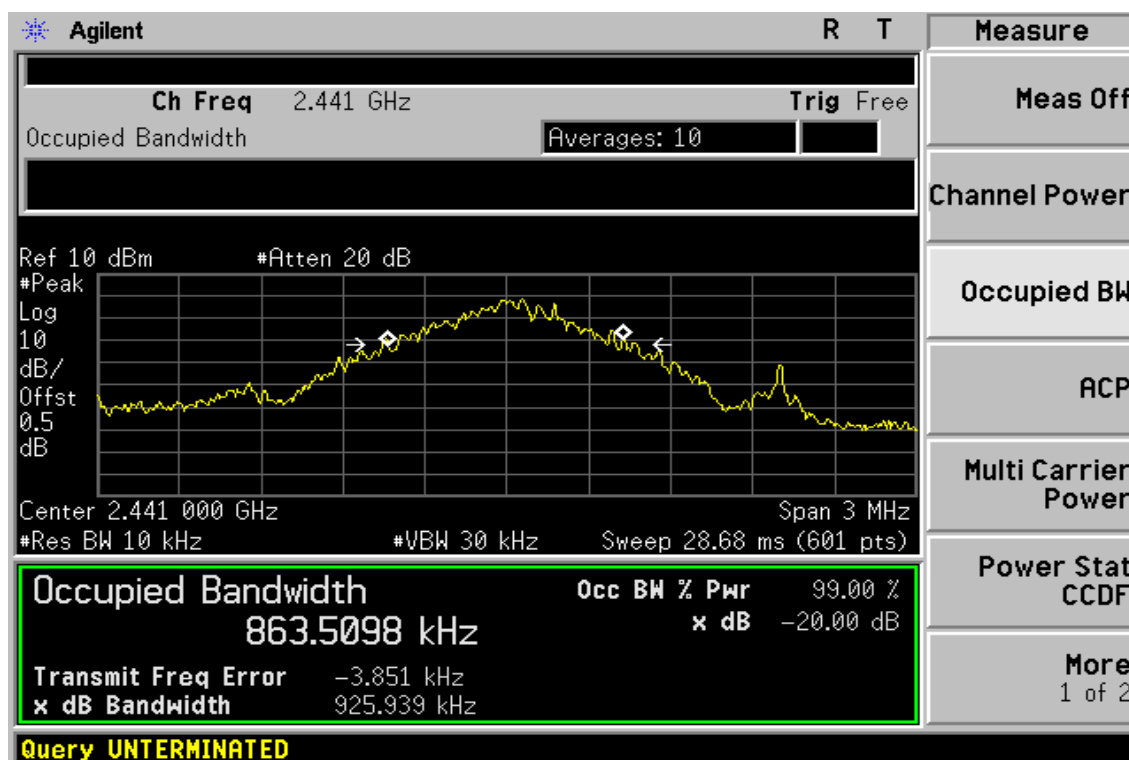 Agilent R T Measure
Ch Freq 2.441 GHz Trig Free
Meas Off
Occupied Bandwidth Averages: 10
Channel Power
Ref 10 dBm #Atten 20 dB
#Peak
Log
10
dB/
Offst
0.5
dB
Occupied BW
ACP
Center 2.441 000 GHz Span 3 MHz
#Res BW 10 kHz #VBW 30 kHz Sweep 28.68 ms (601 pts)
Multi Carrier
Power
Occupied Bandwidth Occ BW % Pwr 99.00 %
863.5098 kHz x dB -20.00 dB
Power Stat
CCDF
Transmit Freq Error -3.851 kHz
x dB Bandwidth 925.939 kHz
More
1 of 2
Query UNTERMINATED